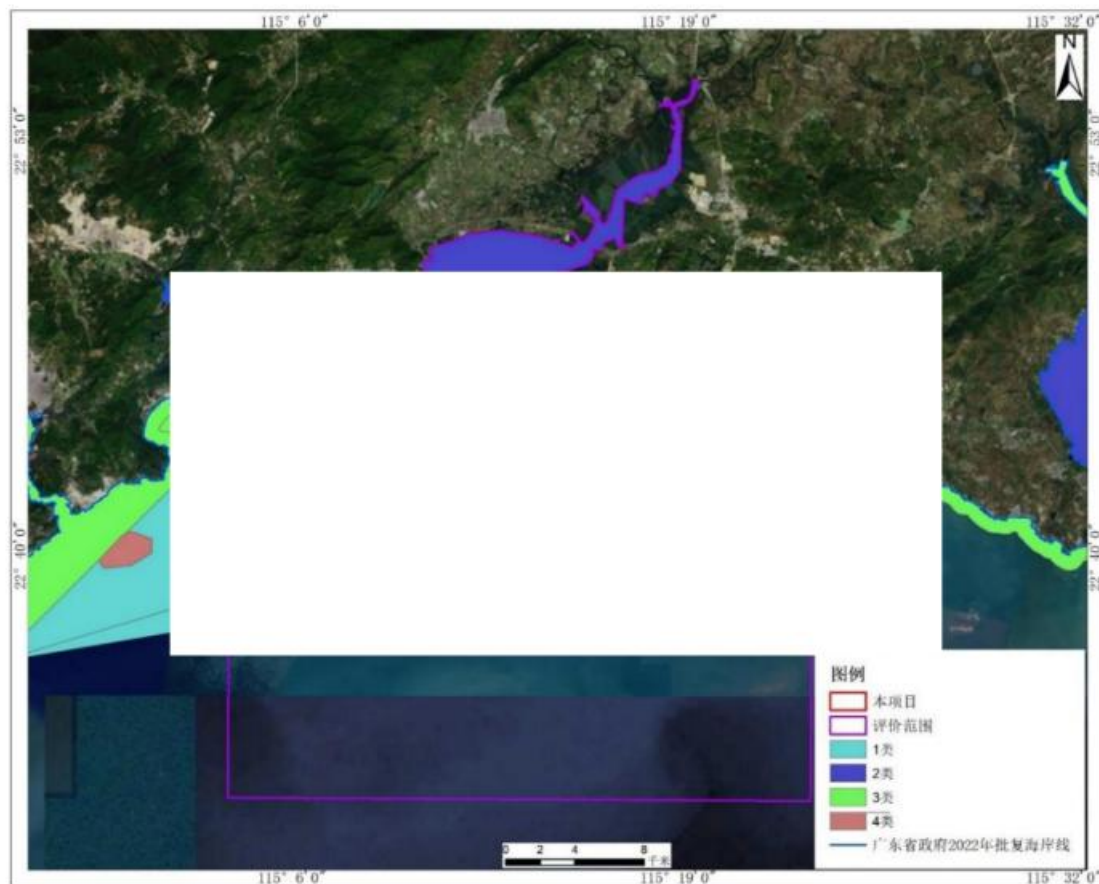 115° 6′ 0″
115° 19′ 0″
115° 32′ 0″
N
22° 53′ 0″
22° 53′ 0″
22° 40′ 0″
22° 40′ 0″
图例
本项目
评价范围
1类
2类
3类
4类
广东省政府2022年批复海岸线
0 2 4 8
千米
115° 6′ 0″
115° 19′ 0″
115° 32′ 0″